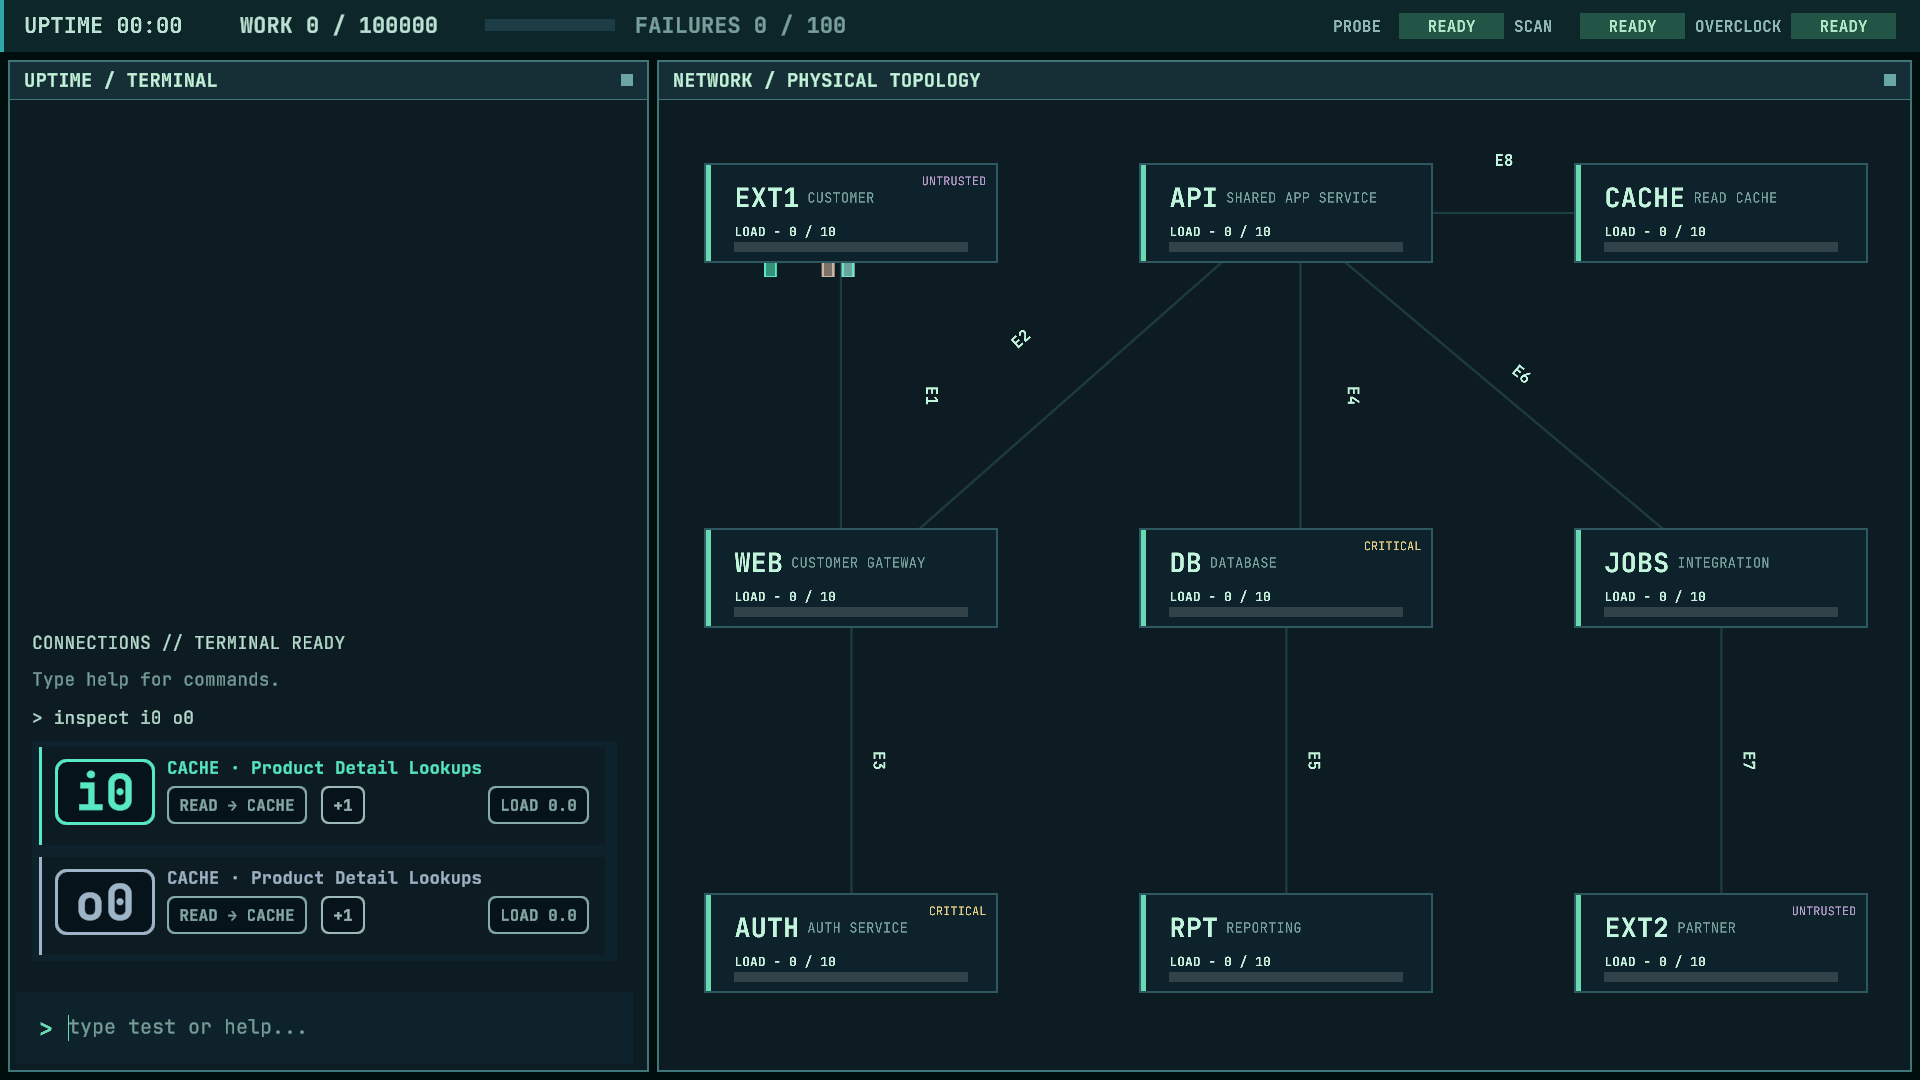 UPTIME 00:00 WORK 0 / 100000 FAILURES 0 / 100 PROBE READY SCAN READY OVERCLOCK READY
UPTIME / TERMINAL
CONNECTIONS // TERMINAL READY
Type help for commands.
> inspect i0 o0
i0 CACHE · Product Detail Lookups
READ → CACHE +1 LOAD 0.0
o0 CACHE · Product Detail Lookups
READ → CACHE +1 LOAD 0.0
> type test or help...
NETWORK / PHYSICAL TOPOLOGY
UNTRUSTED
EXT1 CUSTOMER
LOAD - 0 / 10
API SHARED APP SERVICE
LOAD - 0 / 10
E8
CACHE READ CACHE
LOAD - 0 / 10
E2
E1
E4
E6
WEB CUSTOMER GATEWAY
LOAD - 0 / 10
CRITICAL
DB DATABASE
LOAD - 0 / 10
JOBS INTEGRATION
LOAD - 0 / 10
E3
E5
E7
CRITICAL
AUTH AUTH SERVICE
LOAD - 0 / 10
RPT REPORTING
LOAD - 0 / 10
UNTRUSTED
EXT2 PARTNER
LOAD - 0 / 10